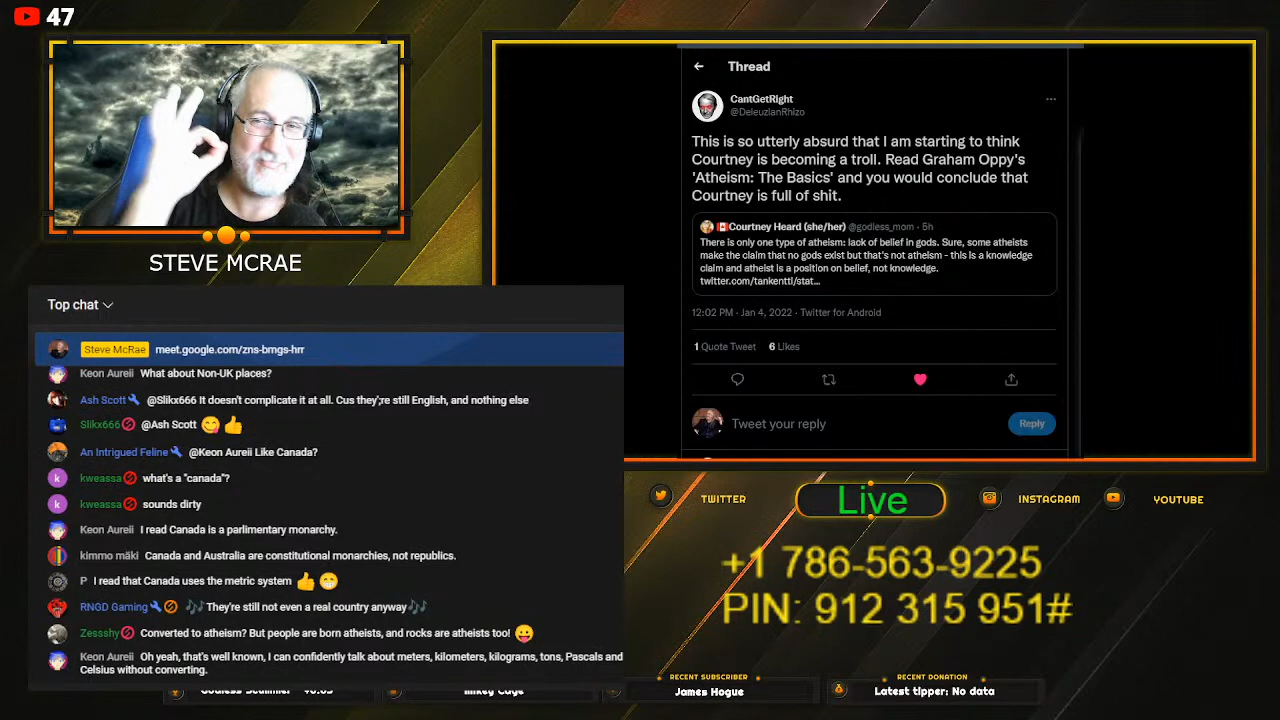 47
STEVE MCRAE
Top chat
Steve McRae meet.google.com/zns-bmgs-hrr
Keon Aureii What about Non-UK places?
Ash Scott @Slikx666 It doesn't complicate it at all. Cus they;re still English, and nothing else
Slikx666 @Ash Scott 😋👍
An Intrigued Feline @Keon Aureii Like Canada?
k kweassa what's a "canada"?
k kweassa sounds dirty
Keon Aureii I read Canada is a parlimentary monarchy.
kimmo mäki Canada and Australia are constitutional monarchies, not republics.
P I read that Canada uses the metric system 👍😁
RNGD Gaming 🎶They're still not even a real country anyway🎶
Zessshy Converted to atheism? But people are born atheists, and rocks are atheists too! 😛
Keon Aureii Oh yeah, that's well known, I can confidently talk about meters, kilometers, kilograms, tons, Pascals and
Celsius without converting.
Thread
CantGetRight
@DeleuzianRhizo
This is so utterly absurd that I am starting to think
Courtney is becoming a troll. Read Graham Oppy's
'Atheism: The Basics' and you would conclude that
Courtney is full of shit.
🇨🇦Courtney Heard (she/her) @godless_mom · 5h
There is only one type of atheism: lack of belief in gods. Sure, some atheists
make the claim that no gods exist but that's not atheism - this is a knowledge
claim and atheist is a position on belief, not knowledge.
twitter.com/tankentti/stat...
12:02 PM · Jan 4, 2022 · Twitter for Android
1 Quote Tweet 6 Likes
Tweet your reply
Reply
TWITTER
Live
INSTAGRAM
YOUTUBE
+1 786-563-9225
PIN: 912 315 951#
RECENT SUBSCRIBER
James Hogue
RECENT DONATION
Latest tipper: No data